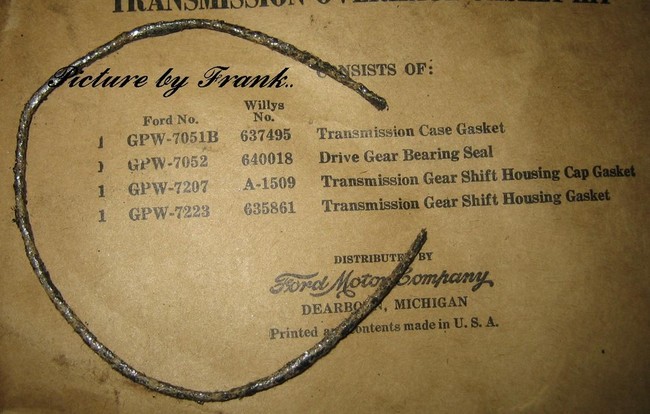 TRANSMISSION
Picture by Frank..
CONSISTS OF:
Ford No. Willys No.
1 GPW-7051B 637495 Transmission Case Gasket
1 GPW-7052 640018 Drive Gear Bearing Seal
1 GPW-7207 A-1509 Transmission Gear Shift Housing Cap Gasket
1 GPW-7223 635861 Transmission Gear Shift Housing Gasket
DISTRIBUTED BY
Ford Motor Company
DEARBORN, MICHIGAN
Printed and contents made in U. S. A.